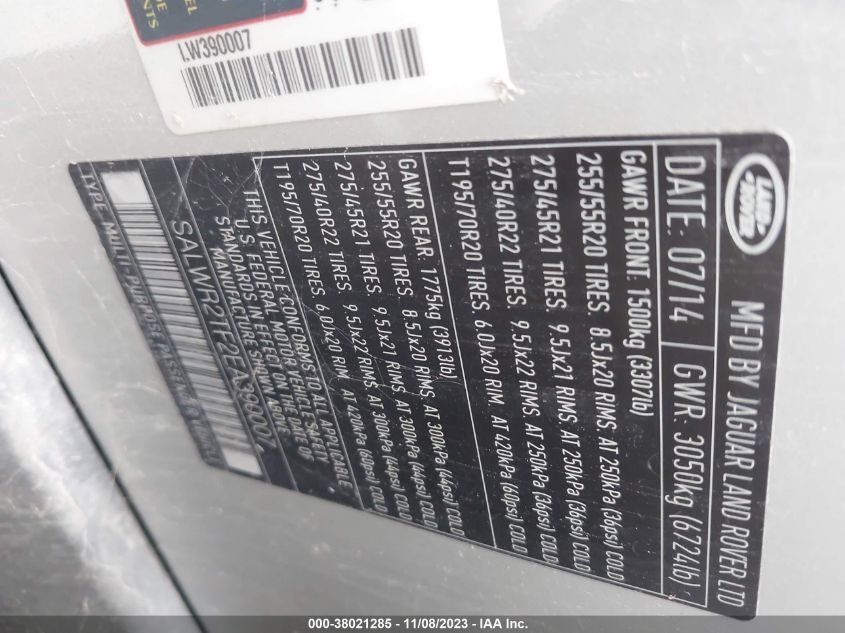 EL
NE
ENTS
LW390007
LAND-
ROVER
MFD BY JAGUAR LAND ROVER LTD
DATE: 07/14 GWR: 3050kg (6724lb)
GAWR FRONT: 1500kg (3307lb)
255/55R20 TIRES. 8.5Jx20 RIMS AT 250kPa (36psi) COLD
275/45R21 TIRES. 9.5Jx21 RIMS AT 250kPa (36psi) COLD
275/40R22 TIRES. 9.5Jx22 RIMS AT 250kPa (36psi) COLD
T195/70R20 TIRES. 6.0Jx20 RIM AT 420kPa (60psi) COLD
GAWR REAR: 1775kg (3913lb)
255/55R20 TIRES. 8.5Jx20 RIMS AT 300kPa (44psi) COLD
275/45R21 TIRES. 9.5Jx21 RIMS AT 300kPa (44psi) COLD
275/40R22 TIRES. 9.5Jx22 RIMS AT 300kPa (44psi) COLD
T195/70R20 TIRES. 6.0Jx20 RIM AT 420kPa (60psi) COLD
THIS VEHICLE CONFORMS TO ALL APPLICABLE
U.S. FEDERAL MOTOR VEHICLE SAFETY
STANDARDS IN EFFECT ON THE DATE OF
MANUFACTURE SHOWN ABOVE.
TYPE: MULTI-PURPOSE PASSENGER
000-38021285 - 11/08/2023 - IAA Inc.